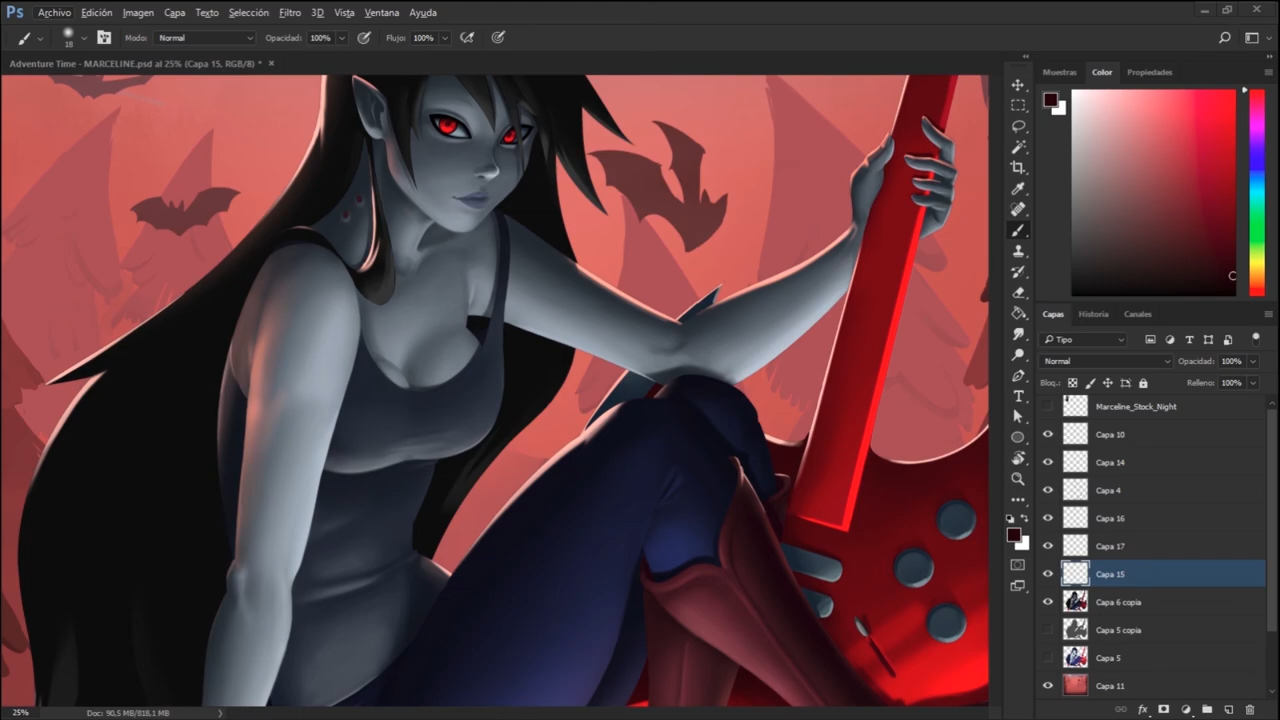 Ps Archivo Edición Imagen Capa Texto Selección Filtro 3D Vista Ventana Ayuda
18 Modo: Normal Opacidad: 100% Flujo: 100%
Adventure Time - MARCELINE.psd al 25% (Capa 15, RGB/8) * ×
Muestras Color Propiedades
Capas Historia Canales
Tipo
Normal Opacidad: 100%
Bloq.: Relleno: 100%
Marceline_Stock_Night
Capa 10
Capa 14
Capa 4
Capa 16
Capa 17
Capa 15
Capa 6 copia
Capa 5 copia
Capa 5
Capa 11
25% Doc: 90,5 MB/818,1 MB